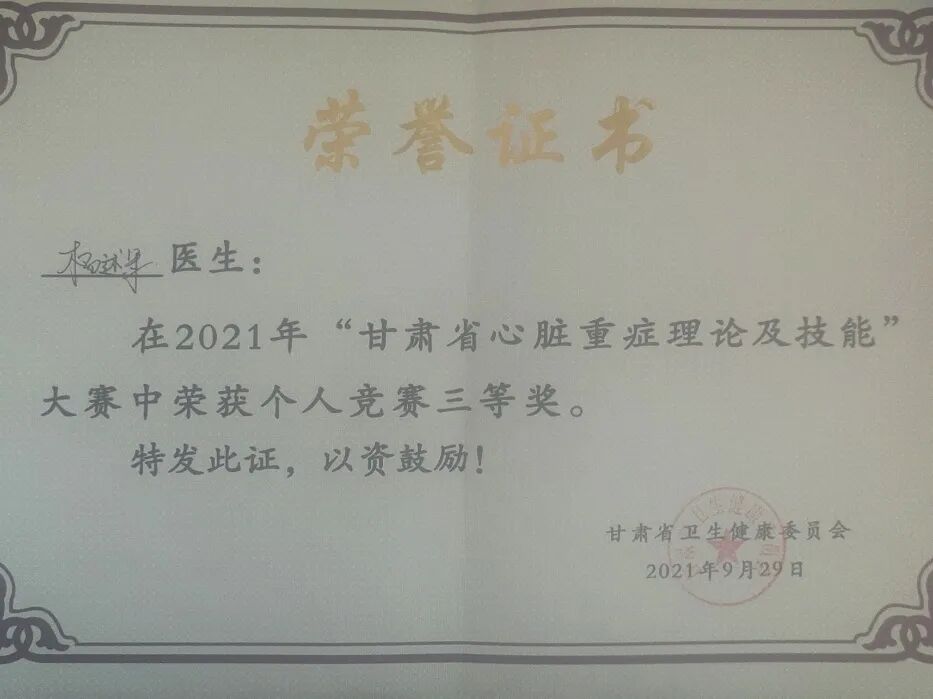 荣誉证书
医生：
在2021年“甘肃省心脏重症理论及技能”
大赛中荣获个人竞赛三等奖。
特发此证，以资鼓励！
甘肃省卫生健康委员会
2021年9月29日